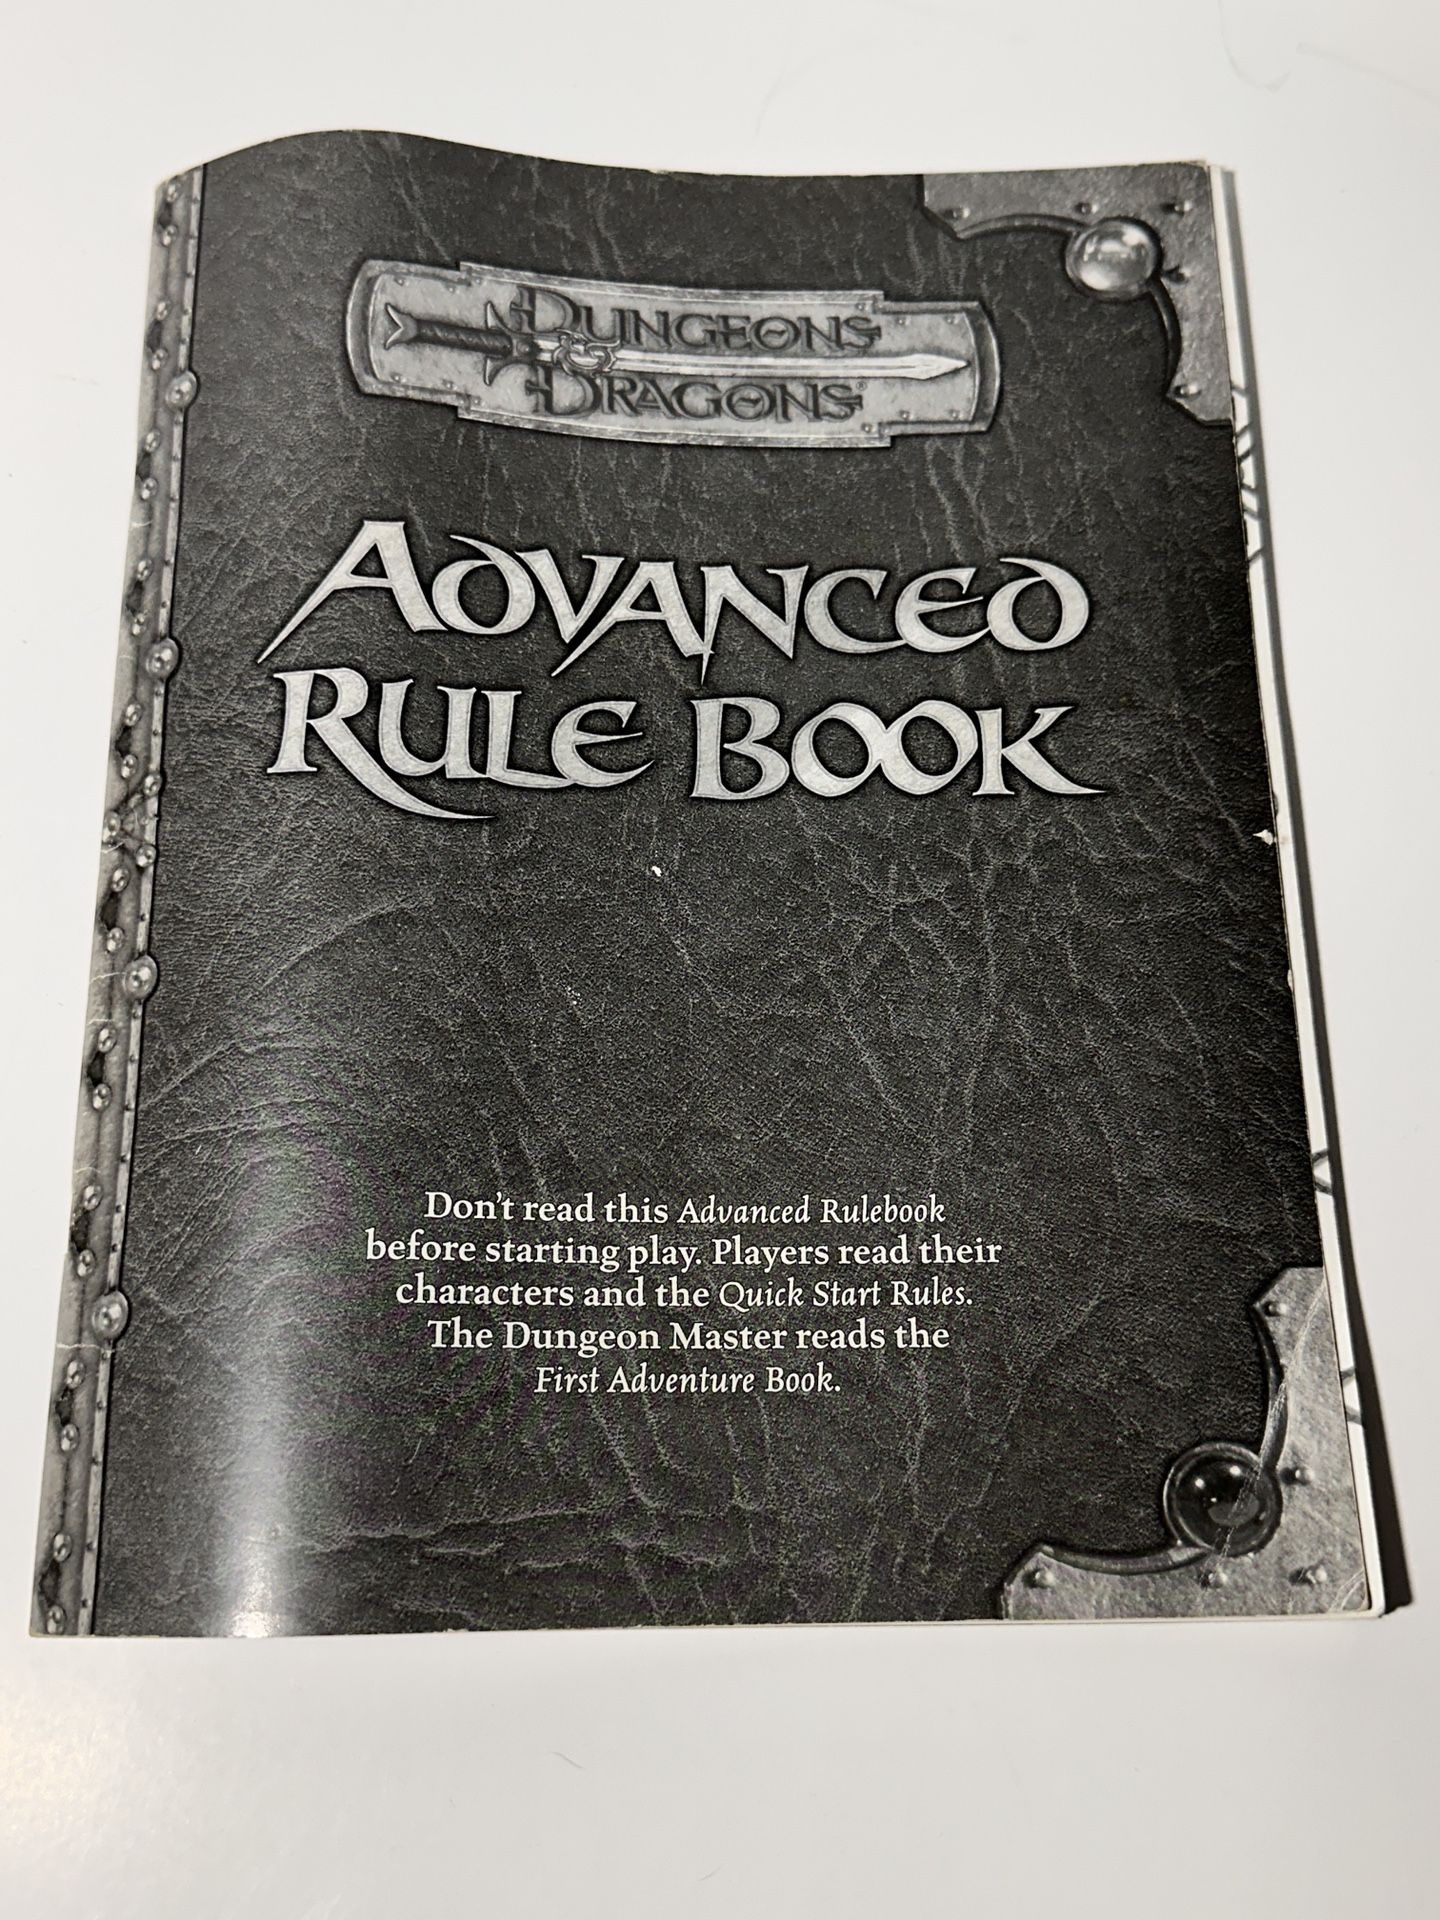 DUNGEONS
&
DRAGONS®
ADVANCED
RULE BOOK
Don't read this Advanced Rulebook
before starting play. Players read their
characters and the Quick Start Rules.
The Dungeon Master reads the
First Adventure Book.